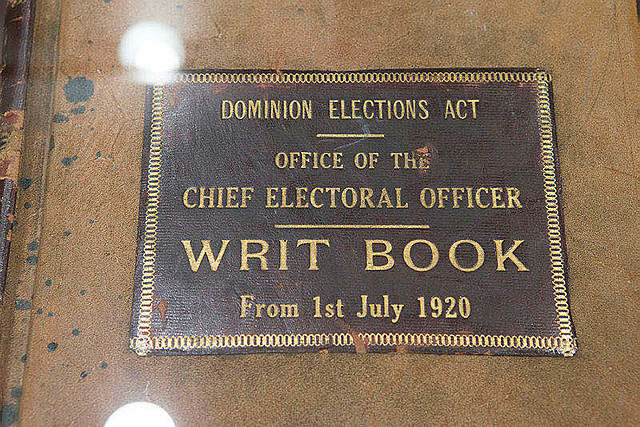 DOMINION ELECTIONS ACT
OFFICE OF THE
CHIEF ELECTORAL OFFICER
WRIT BOOK
From 1st July 1920